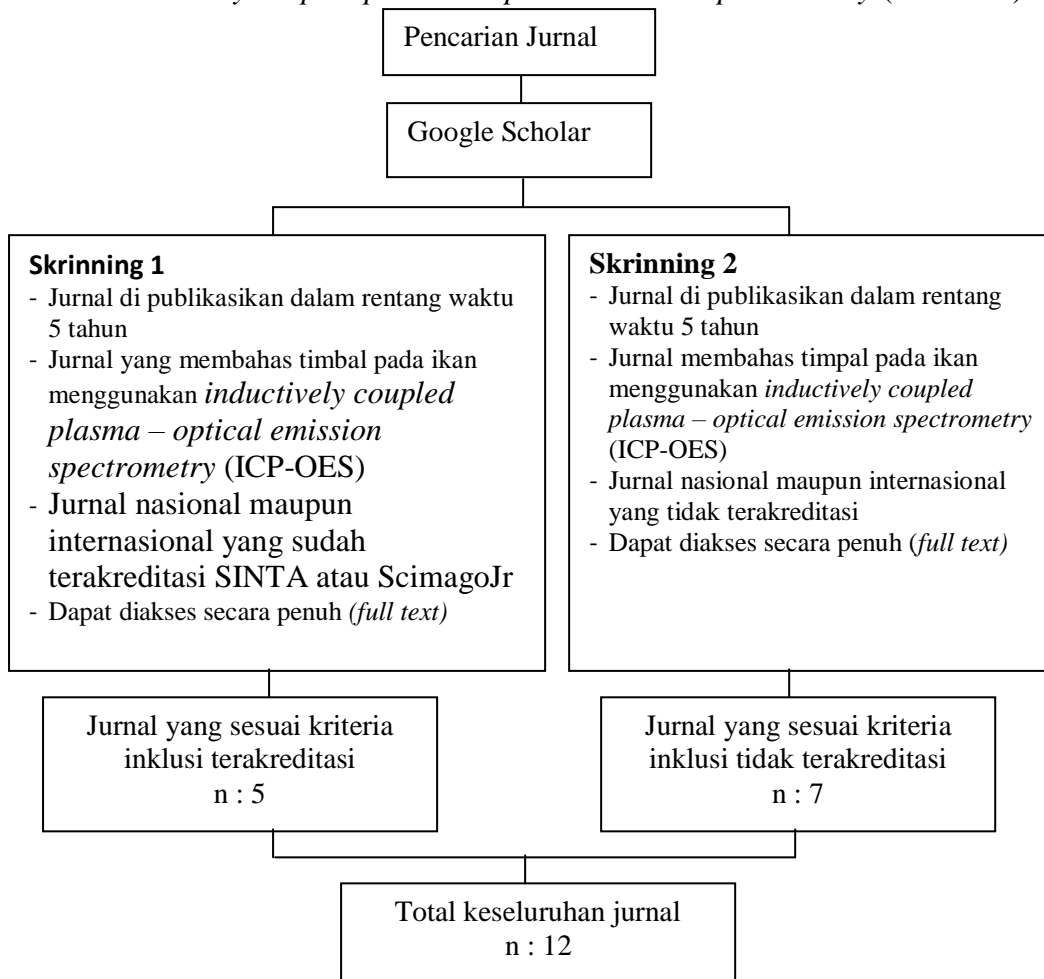 Pencarian Jurnal
Google Scholar
Skrinning 1
- Jurnal di publikasikan dalam rentang waktu
5 tahun
- Jurnal yang membahas timbal pada ikan
menggunakan inductively coupled
plasma – optical emission
spectrometry (ICP-OES)
- Jurnal nasional maupun
internasional yang sudah
terakreditasi SINTA atau ScimagoJr
- Dapat diakses secara penuh (full text)
Skrinning 2
- Jurnal di publikasikan dalam rentang
waktu 5 tahun
- Jurnal membahas timpal pada ikan
menggunakan inductively coupled
plasma – optical emission spectrometry
(ICP-OES)
- Jurnal nasional maupun internasional
yang tidak terakreditasi
- Dapat diakses secara penuh (full text)
Jurnal yang sesuai kriteria
inklusi terakreditasi
n : 5
Jurnal yang sesuai kriteria
inklusi tidak terakreditasi
n : 7
Total keseluruhan jurnal
n : 12